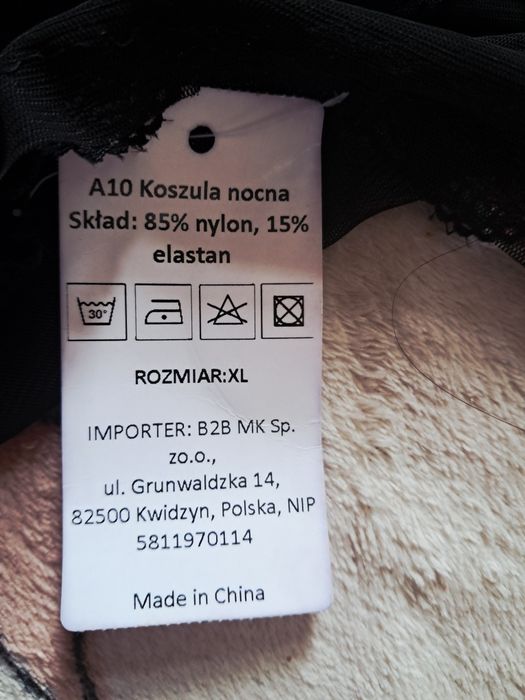 A10 Koszula nocna
Skład: 85% nylon, 15%
elastan
30°
ROZMIAR:XL
IMPORTER: B2B MK Sp.
zo.o.,
ul. Grunwaldzka 14,
82500 Kwidzyn, Polska, NIP
5811970114
Made in China